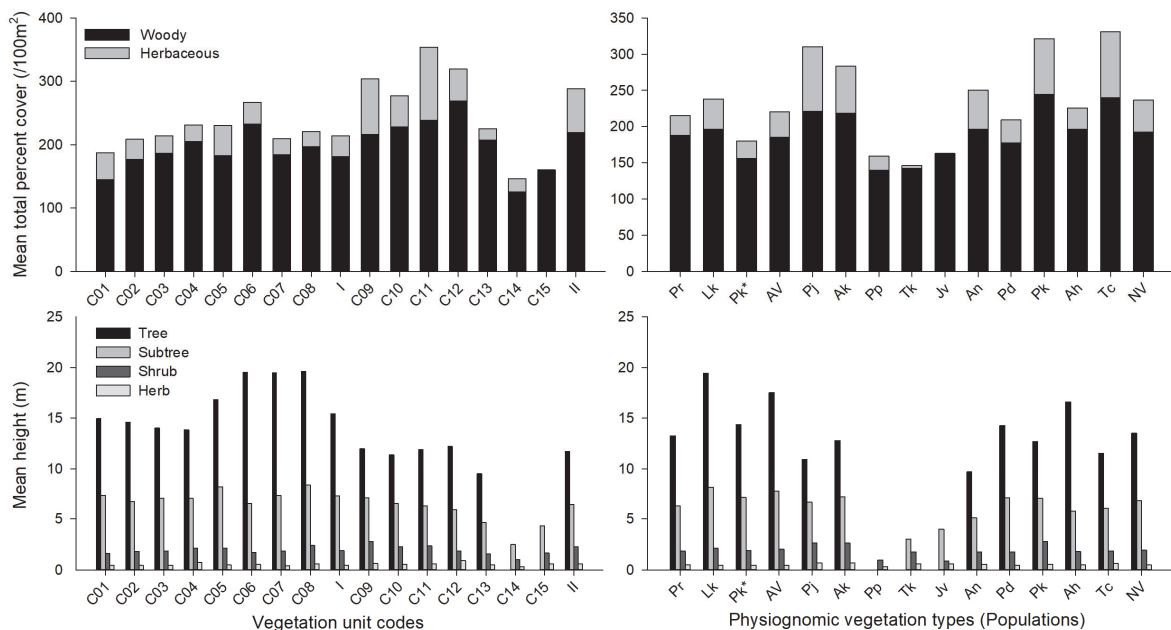 Mean total percent cover (/100m²)
400
300
200
100
0
Woody
Herbaceous
C01 C02 C03 C04 C05 C06 C07 C08 I C09 C10 C11 C12 C13 C14 C15 II
350
300
250
200
150
100
50
0
Pr Lk Pk* AV Pj Ak Pp Tk Jv An Pd Pk Ah Tc NV
Mean height (m)
25
20
15
10
5
0
Tree
Subtree
Shrub
Herb
C01 C02 C03 C04 C05 C06 C07 C08 I C09 C10 C11 C12 C13 C14 C15 II
Vegetation unit codes
25
20
15
10
5
0
Pr Lk Pk* AV Pj Ak Pp Tk Jv An Pd Pk Ah Tc NV
Physiognomic vegetation types (Populations)